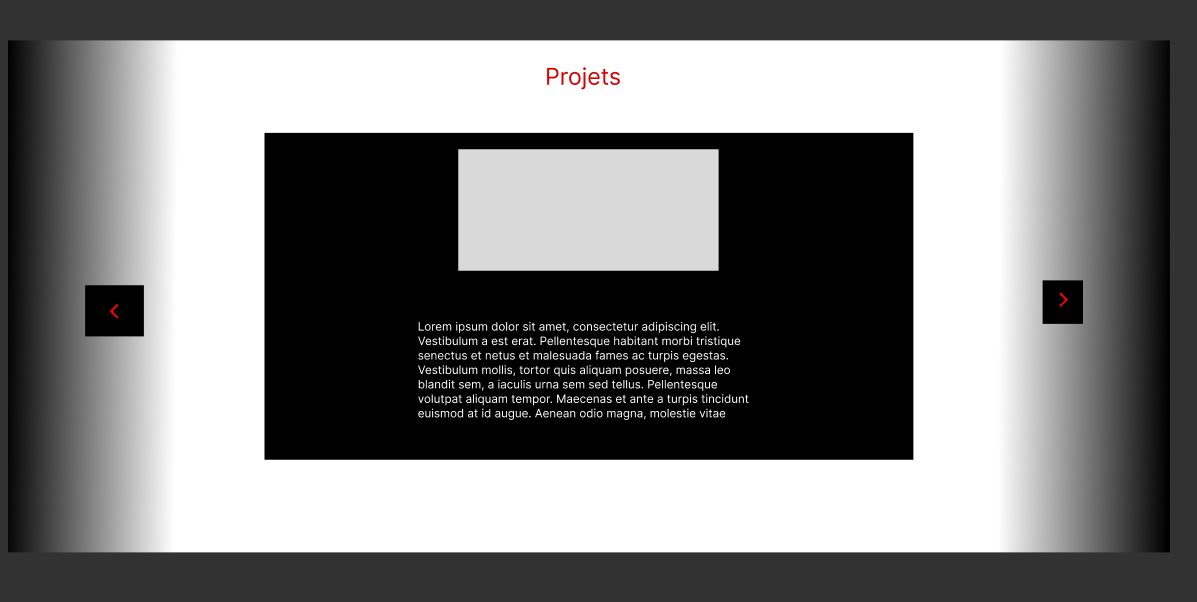 Projets
Lorem ipsum dolor sit amet, consectetur adipiscing elit.
Vestibulum a est erat. Pellentesque habitant morbi tristique
senectus et netus et malesuada fames ac turpis egestas.
Vestibulum mollis, tortor quis aliquam posuere, massa leo
blandit sem, a iaculis urna sem sed tellus. Pellentesque
volutpat aliquam tempor. Maecenas et ante a turpis tincidunt
euismod at id augue. Aenean odio magna, molestie vitae